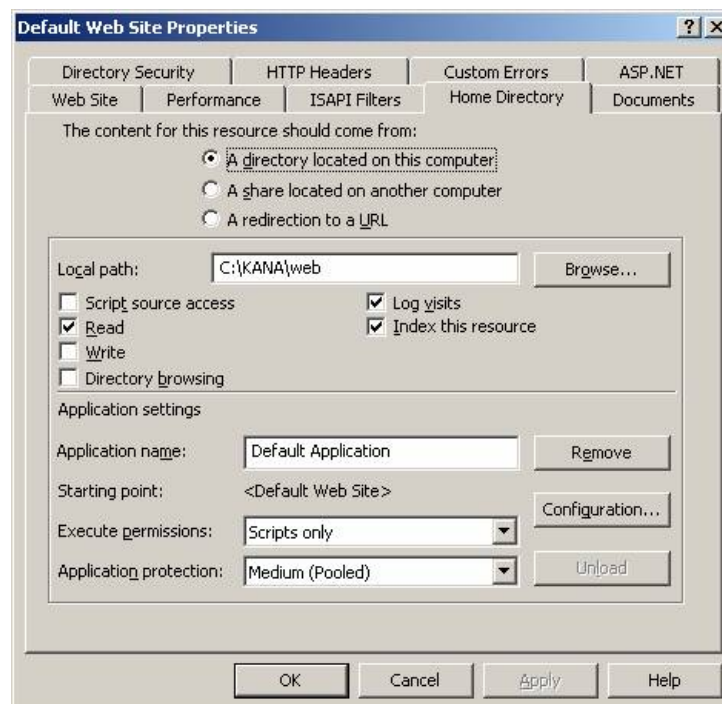 Default Web Site Properties
Directory Security HTTP Headers Custom Errors ASP.NET
Web Site Performance ISAPI Filters Home Directory Documents
The content for this resource should come from:
A directory located on this computer
A share located on another computer
A redirection to a URL
Local path: C:\KANA\web Browse...
Script source access Log visits
Read Index this resource
Write
Directory browsing
Application settings
Application name: Default Application Remove
Starting point: <Default Web Site>
Configuration...
Execute permissions: Scripts only
Application protection: Medium (Pooled) Unload
OK Cancel Apply Help